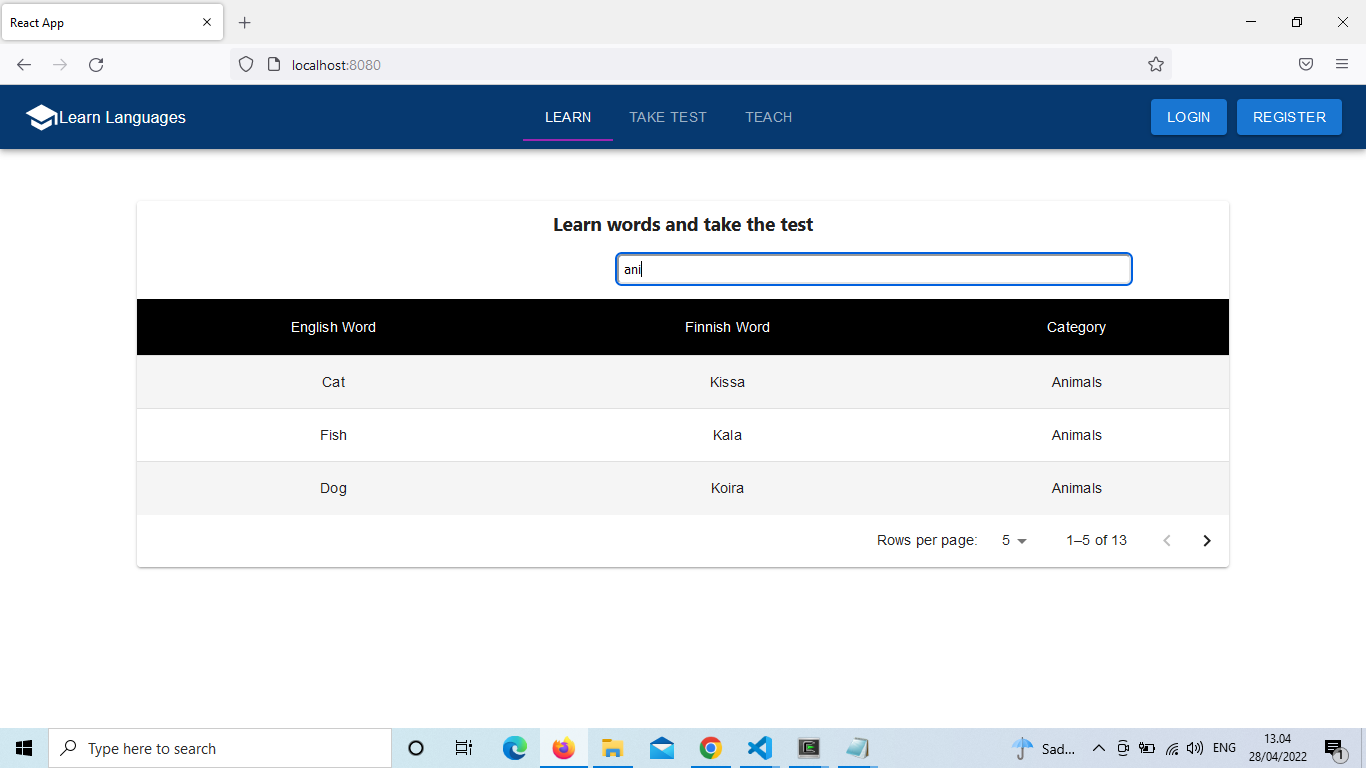 React App
localhost:8080
Learn Languages
LEARN
TAKE TEST
TEACH
LOGIN
REGISTER
Learn words and take the test
ani
English Word Finnish Word Category
Cat Kissa Animals
Fish Kala Animals
Dog Koira Animals
Rows per page: 5 1–5 of 13
Type here to search
Sad...
ENG
13.04
28/04/2022
1